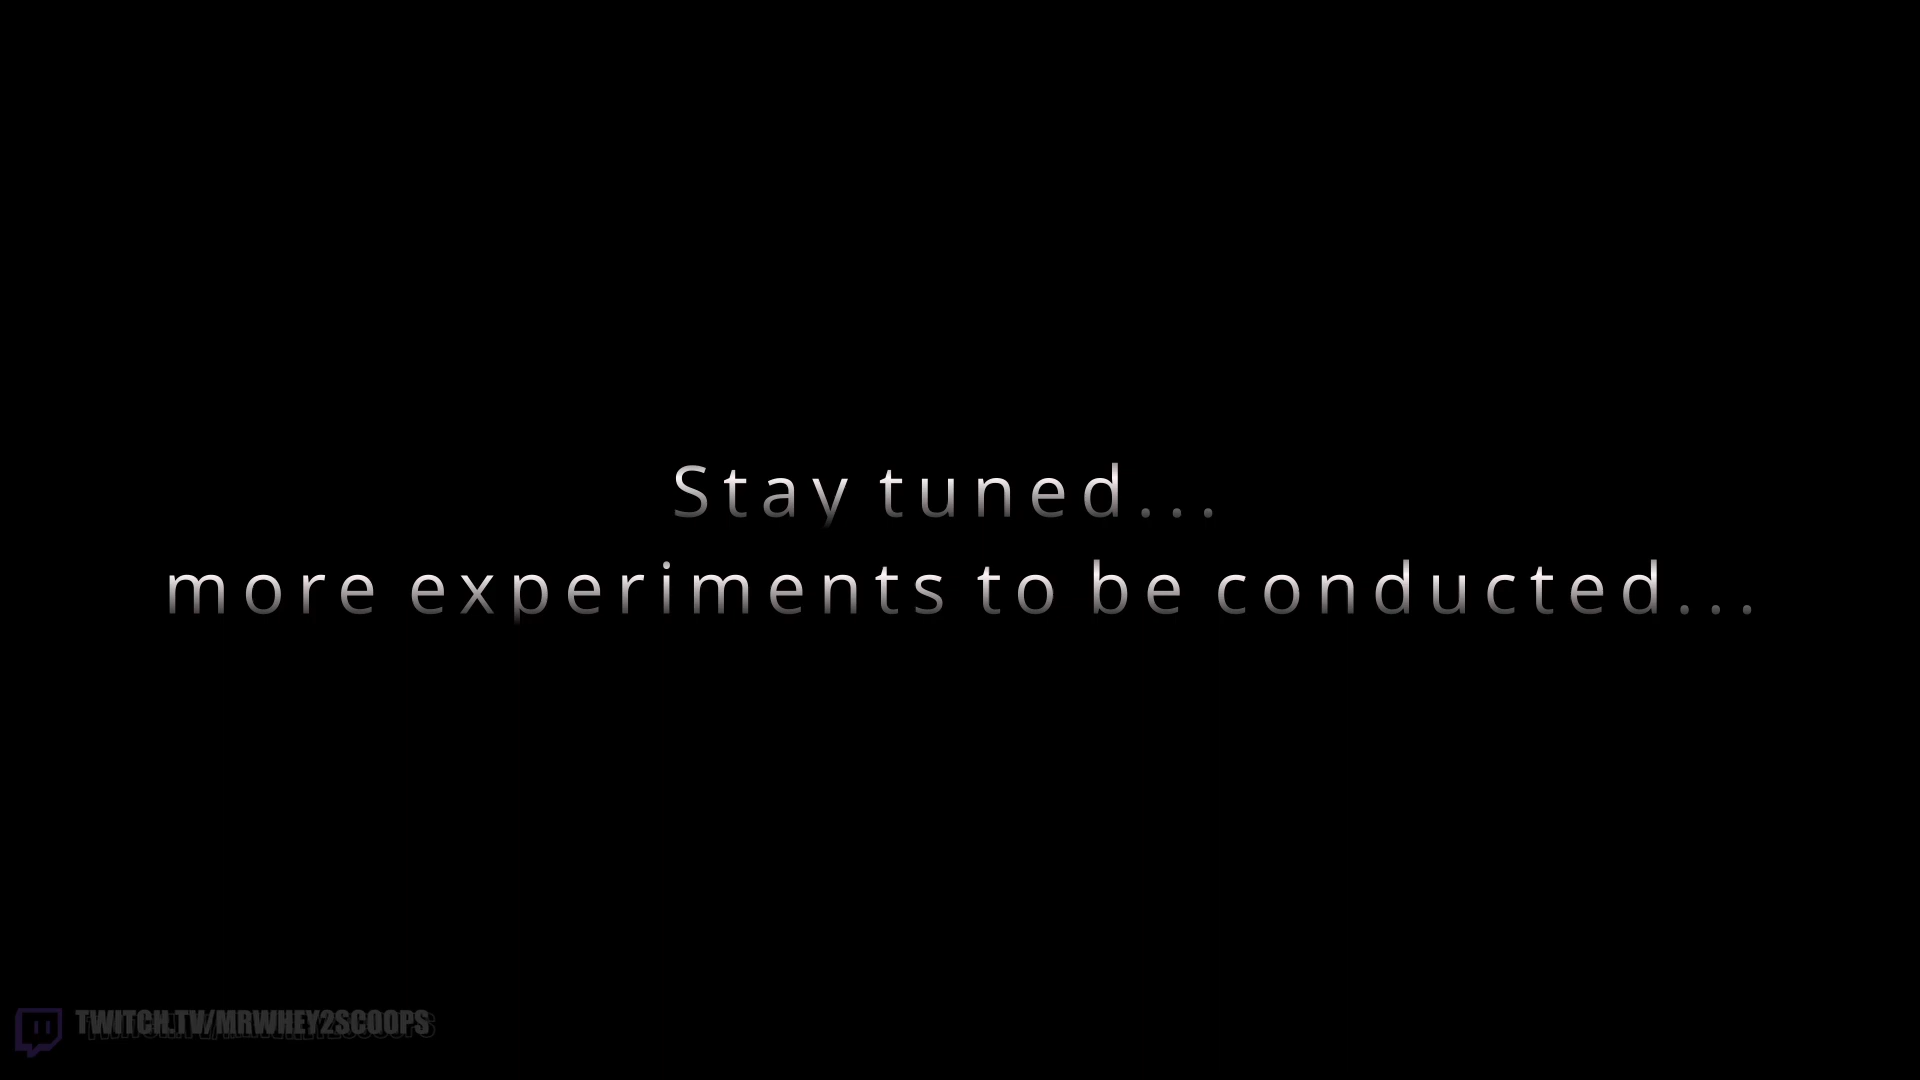 Stay tuned...
more experiments to be conducted...
TWITCH.TV/MRWHEY2SCOOPS